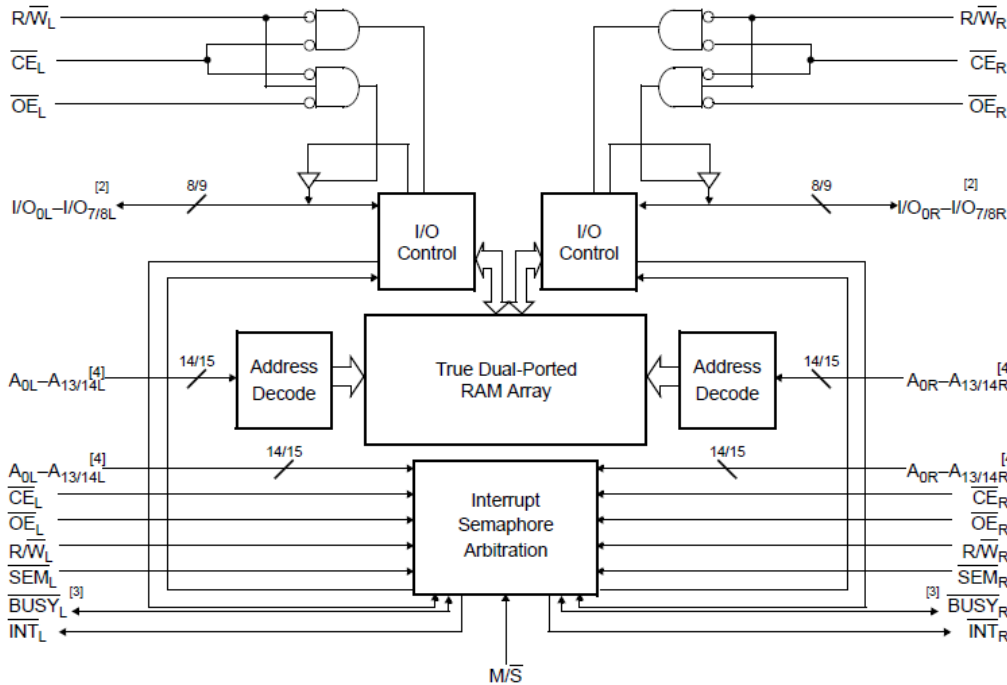 R/W̅L R/W̅R
C̅E̅L C̅E̅R
O̅E̅L O̅E̅R
I/O0L–I/O7/8L [2] 8/9 8/9 I/O0R–I/O7/8R [2]
I/O Control I/O Control
A0L–A13/14L [4] 14/15 Address Decode True Dual-Ported RAM Array Address Decode 14/15 A0R–A13/14R [4
A0L–A13/14L [4] 14/15 14/15 A0R–A13/14R [4
Interrupt Semaphore Arbitration
C̅E̅L C̅E̅R
O̅E̅L O̅E̅R
R/W̅L R/W̅R
S̅E̅M̅L S̅E̅M̅R
B̅U̅S̅Y̅L [3] [3] B̅U̅S̅Y̅R
I̅N̅T̅L I̅N̅T̅R
M/S̅